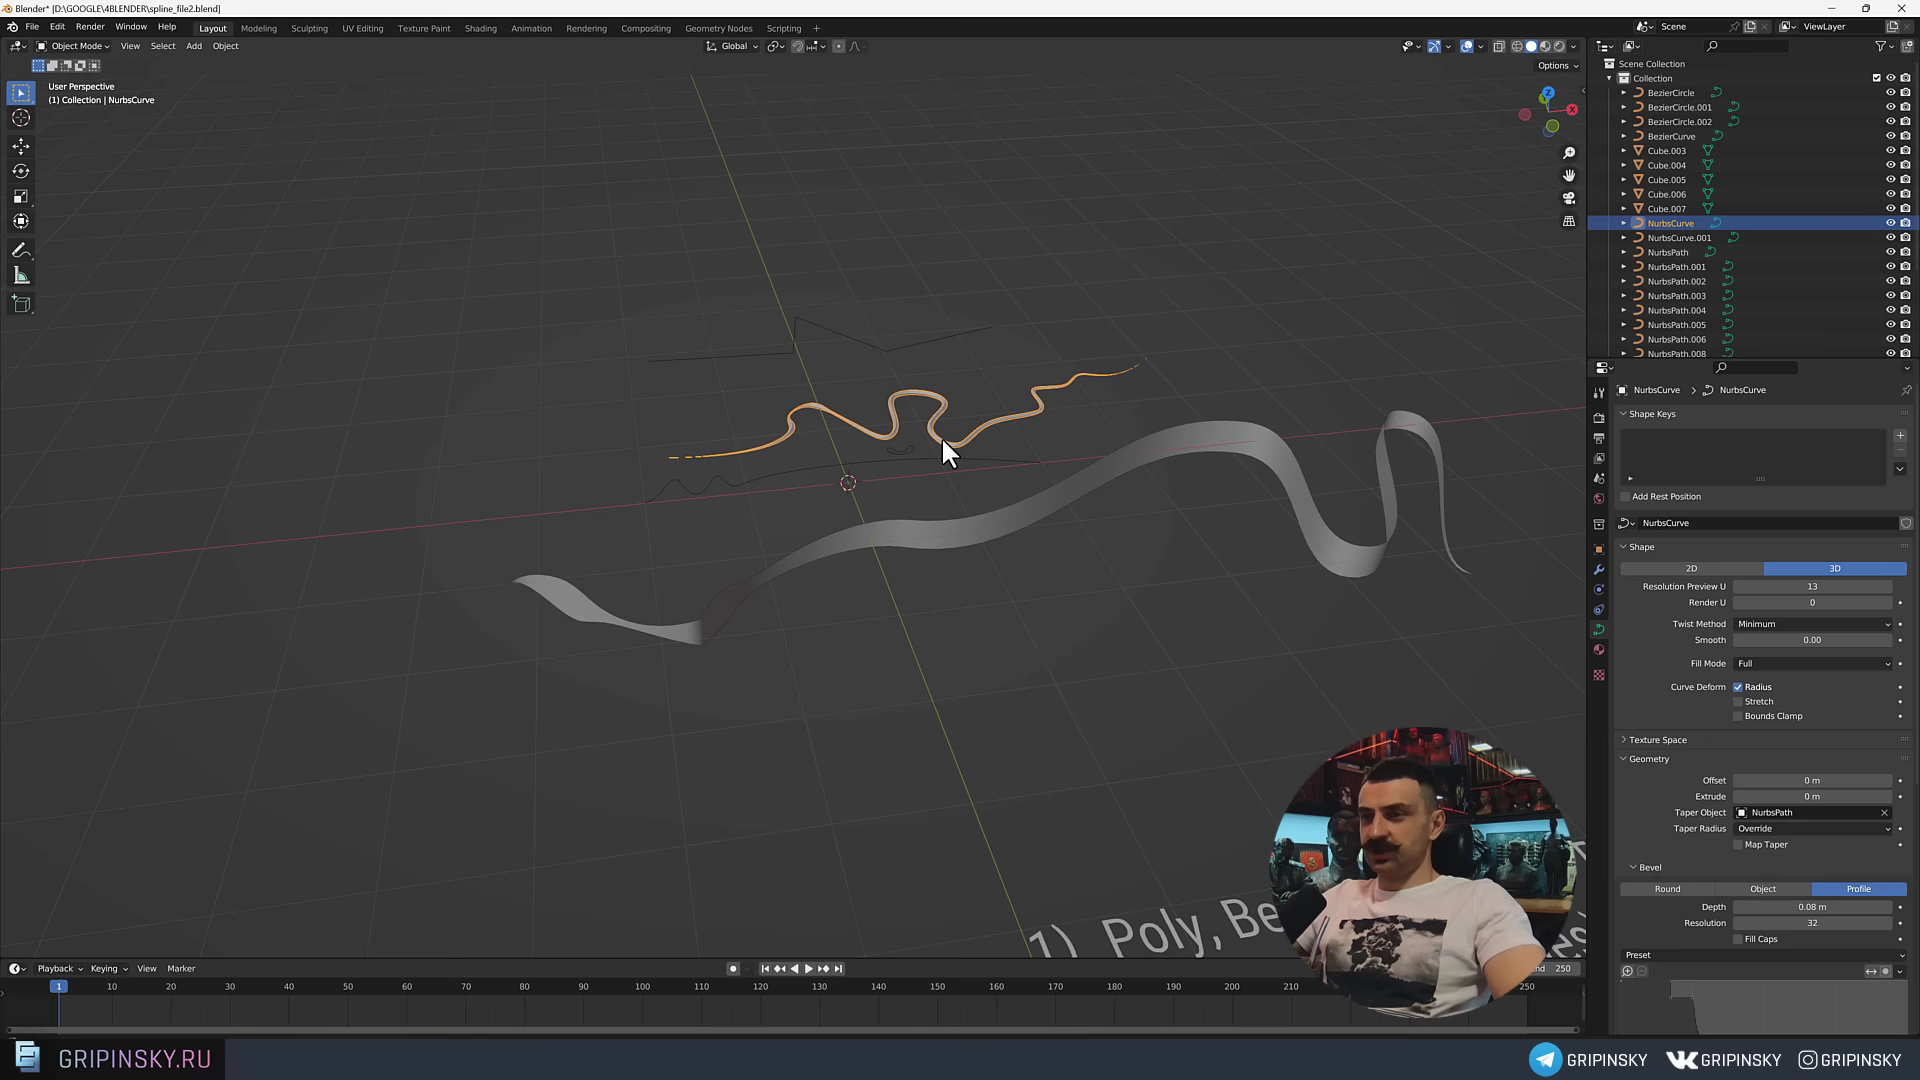 Blender* [D:\GOOGLE\4BLENDER\spline_file2.blend]
File Edit Render Window Help
Layout Modeling Sculpting UV Editing Texture Paint Shading Animation Rendering Compositing Geometry Nodes Scripting +
Scene
ViewLayer
Object Mode View Select Add Object
Global
Options
User Perspective
(1) Collection | NurbsCurve
Z
X
Scene Collection
Collection
BezierCircle
BezierCircle.001
BezierCircle.002
BezierCurve
Cube.003
Cube.004
Cube.005
Cube.006
Cube.007
NurbsCurve
NurbsCurve.001
NurbsPath
NurbsPath.001
NurbsPath.002
NurbsPath.003
NurbsPath.004
NurbsPath.005
NurbsPath.006
NurbsPath.008
NurbsCurve > NurbsCurve
Shape Keys
Add Rest Position
NurbsCurve
Shape
2D 3D
Resolution Preview U 13
Render U 0
Twist Method Minimum
Smooth 0.00
Fill Mode Full
Curve Deform Radius
Stretch
Bounds Clamp
Texture Space
Geometry
Offset 0 m
Extrude 0 m
Taper Object NurbsPath
Taper Radius Override
Map Taper
Bevel
Round Object Profile
Depth 0.08 m
Resolution 32
Fill Caps
Preset
1) Poly, Be
Playback Keying View Marker
250
1 10 20 30 40 50 60 70 80 90 100 110 120 130 140 150 160 170 180 190 200 210 250
GRIPINSKY.RU
GRIPINSKY GRIPINSKY GRIPINSKY